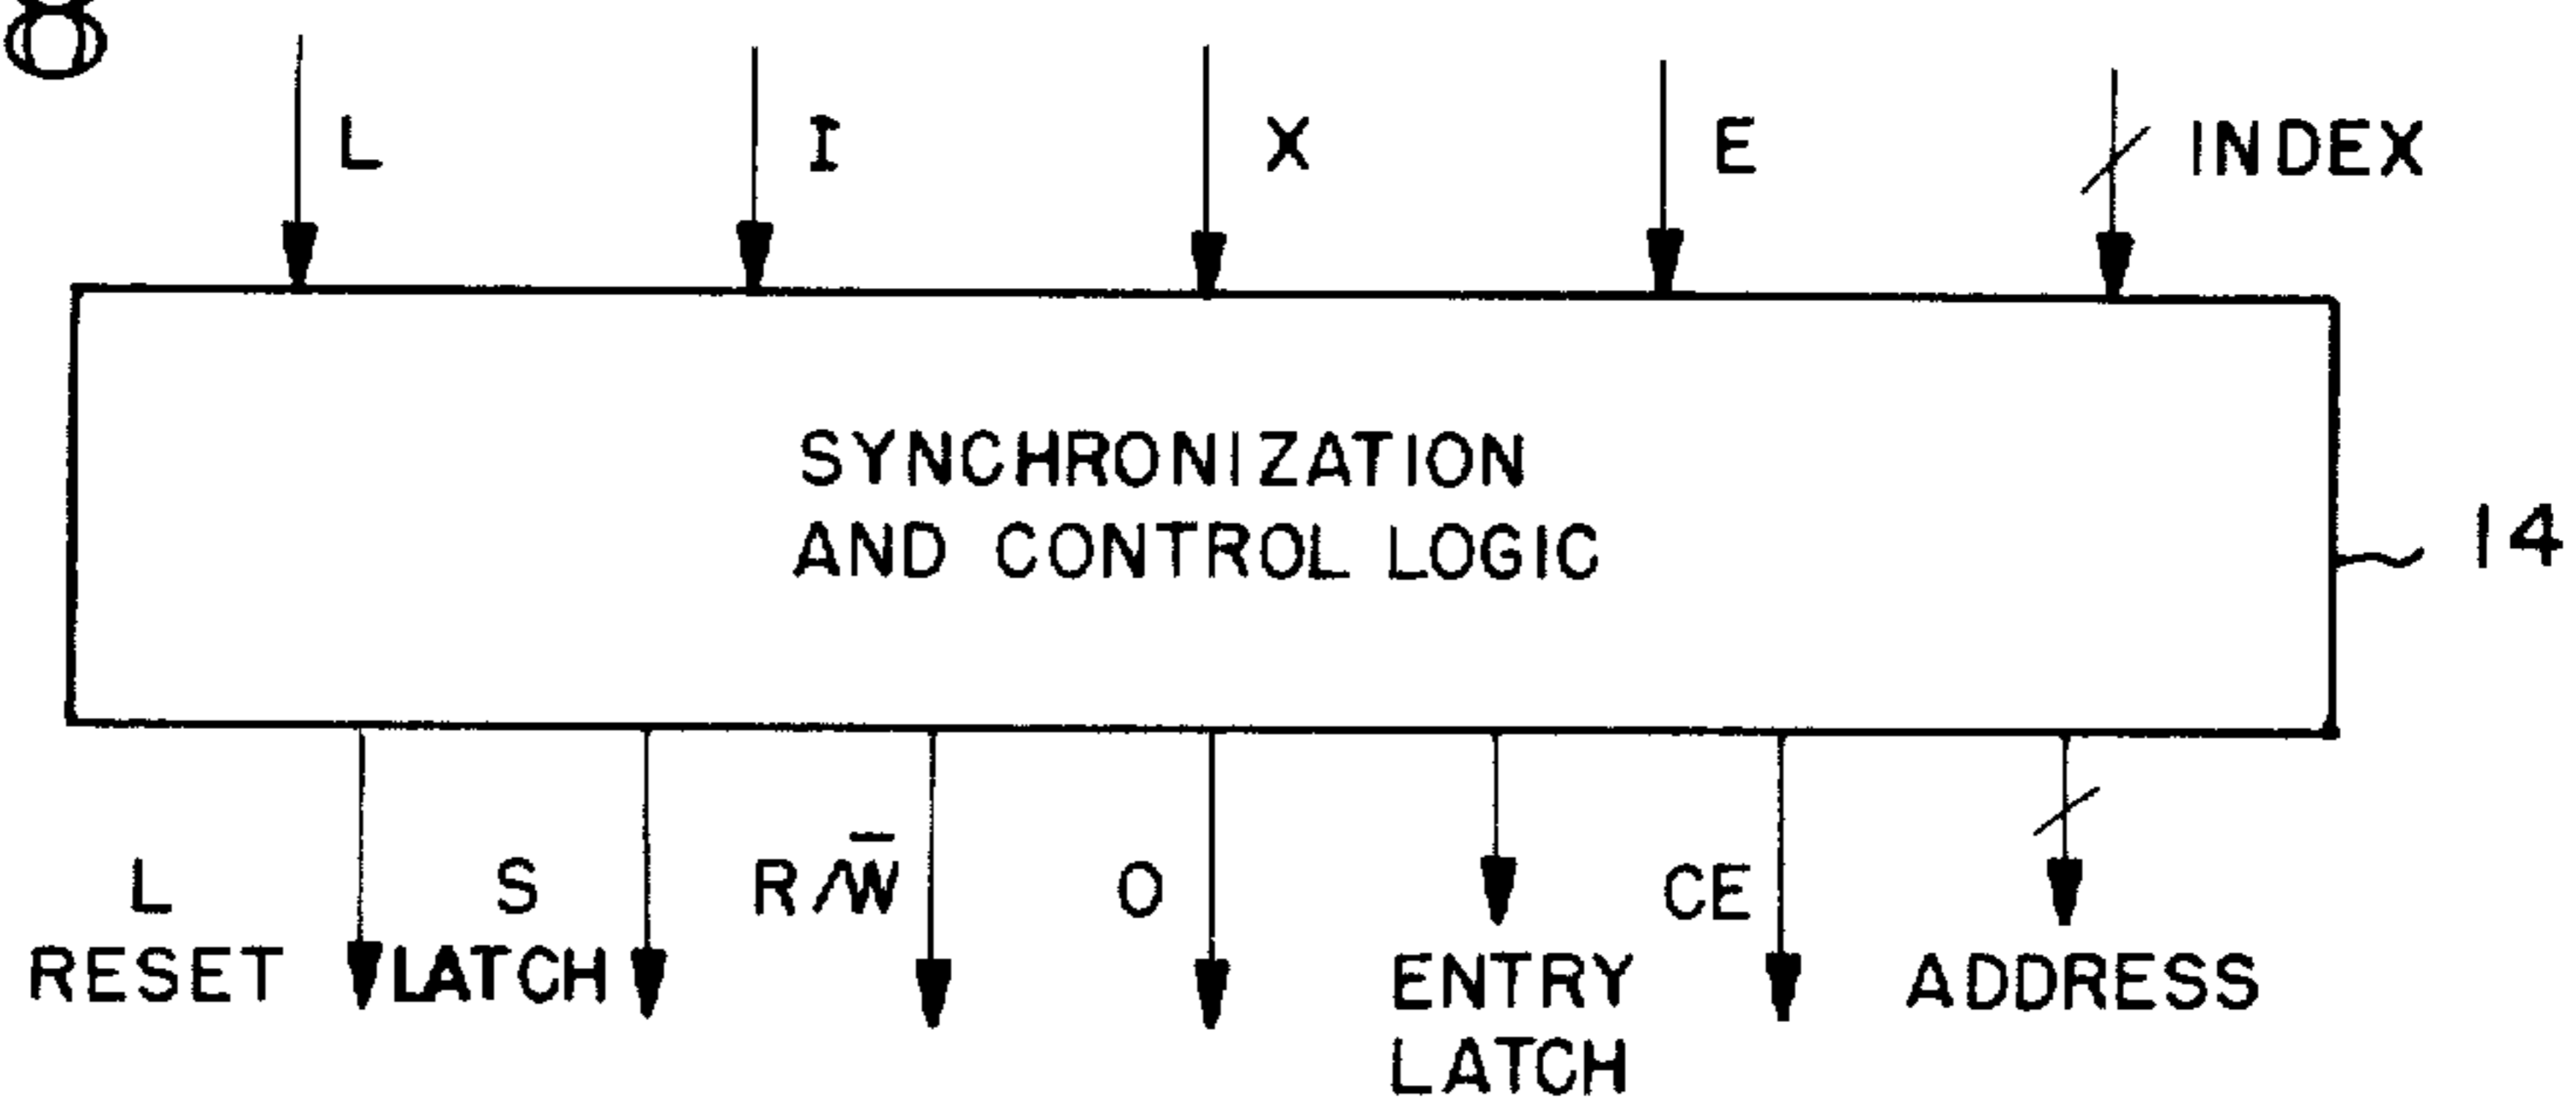 8
L I X E INDEX
SYNCHRONIZATION
AND CONTROL LOGIC
14
L S R/W̅ O CE
RESET LATCH ENTRY ADDRESS
LATCH